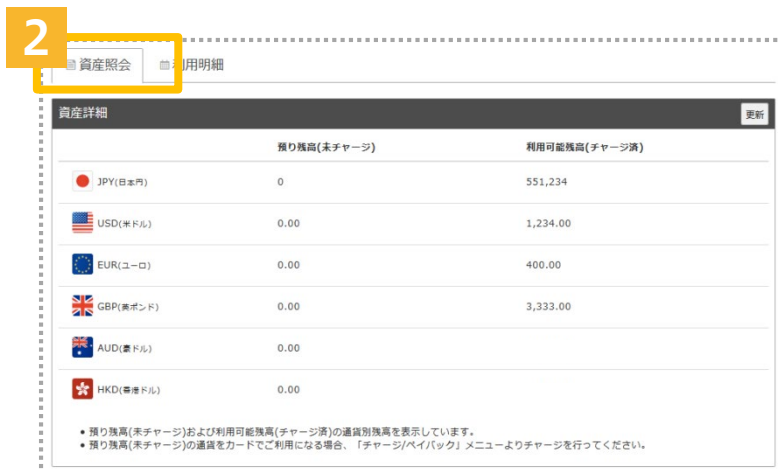 2
資産照会
利用明細
資産詳細 更新
預り残高(未チャージ) 利用可能残高(チャージ済)
JPY(日本円) 0 551,234
USD(米ドル) 0.00 1,234.00
EUR(ユーロ) 0.00 400.00
GBP(英ポンド) 0.00 3,333.00
AUD(豪ドル) 0.00
HKD(香港ドル) 0.00
• 預り残高(未チャージ)および利用可能残高(チャージ済)の通貨別残高を表示しています。
• 預り残高(未チャージ)の通貨をカードでご利用になる場合、「チャージ/ペイバック」メニューよりチャージを行ってください。